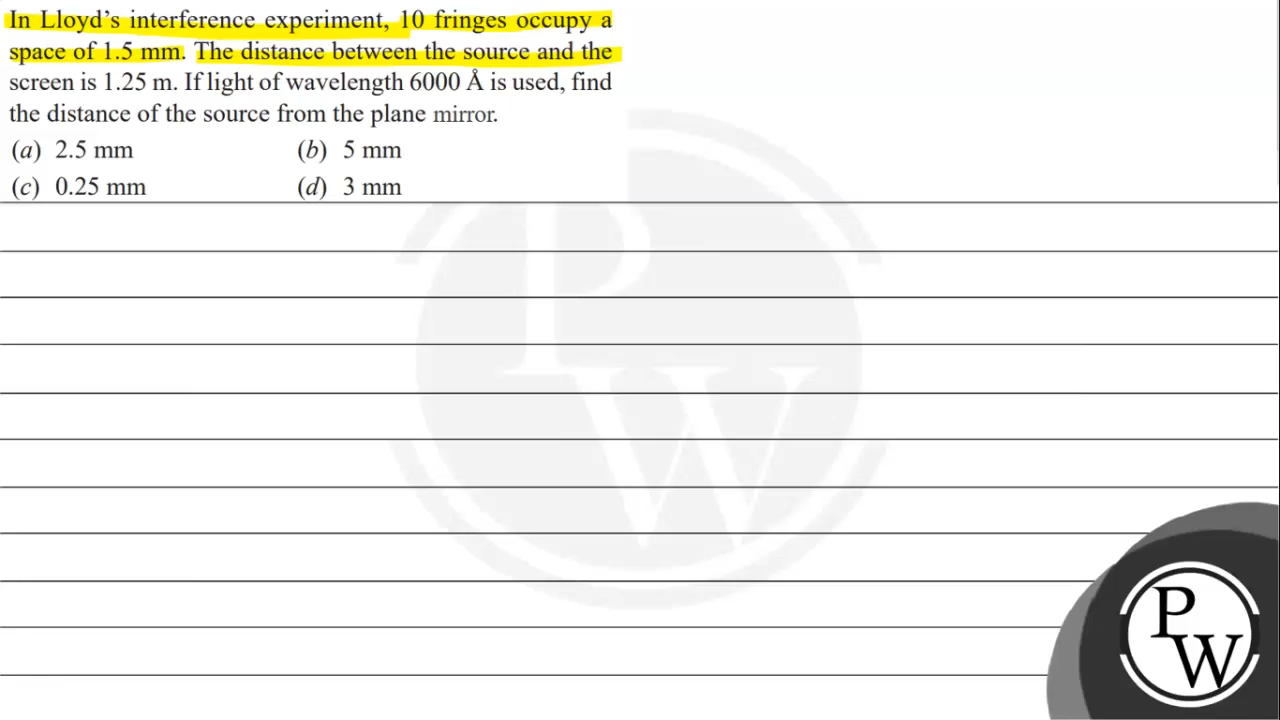 In Lloyd’s interference experiment, 10 fringes occupy a
space of 1.5 mm. The distance between the source and the
screen is 1.25 m. If light of wavelength 6000 Å is used, find
the distance of the source from the plane mirror.
(a) 2.5 mm (b) 5 mm
(c) 0.25 mm (d) 3 mm
P
W
P
W